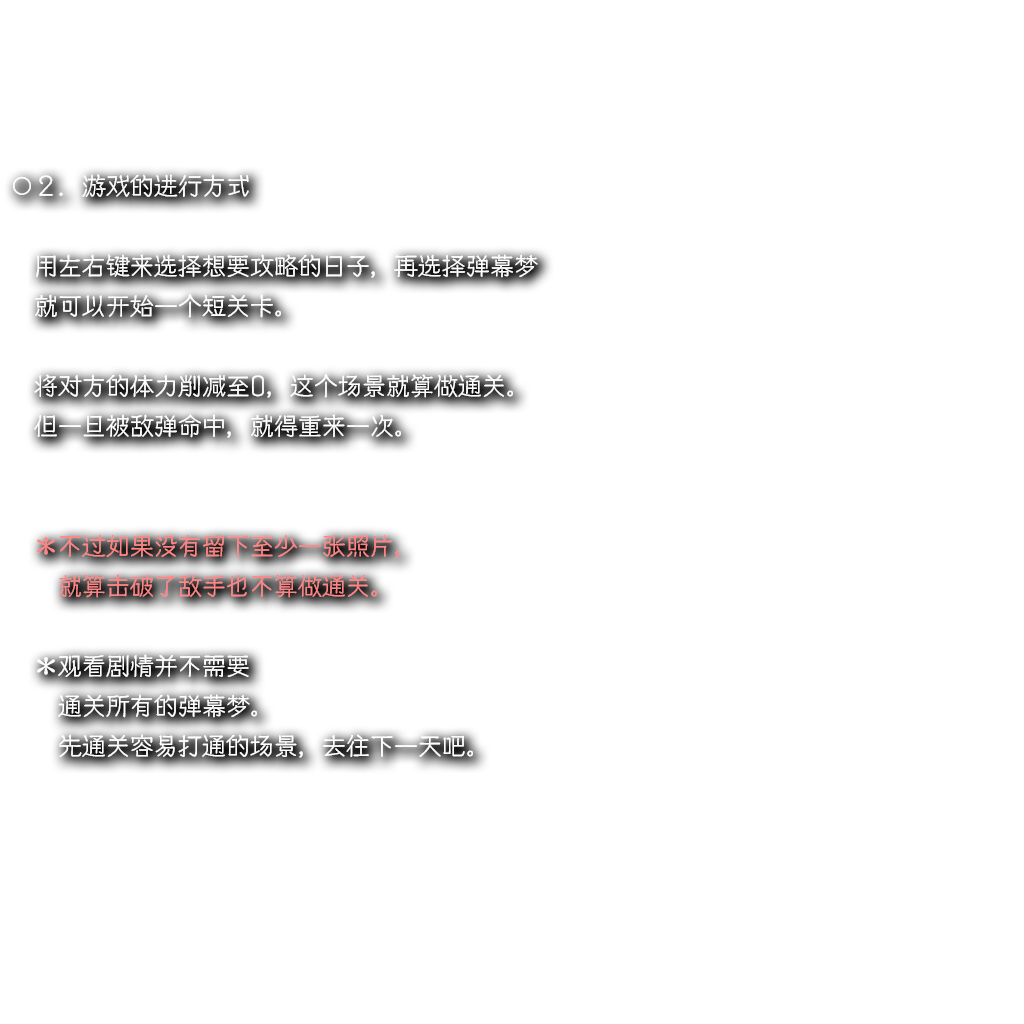 ○2. 游戏的进行方式
用左右键来选择想要攻略的日子，再选择弹幕梦
就可以开始一个短关卡。
将对方的体力削减至0，这个场景就算做通关。
但一旦被敌弹命中，就得重来一次。
＊不过如果没有留下至少一张照片，
就算击破了敌手也不算做通关。
＊观看剧情并不需要
通关所有的弹幕梦。
先通关容易打通的场景，去往下一天吧。